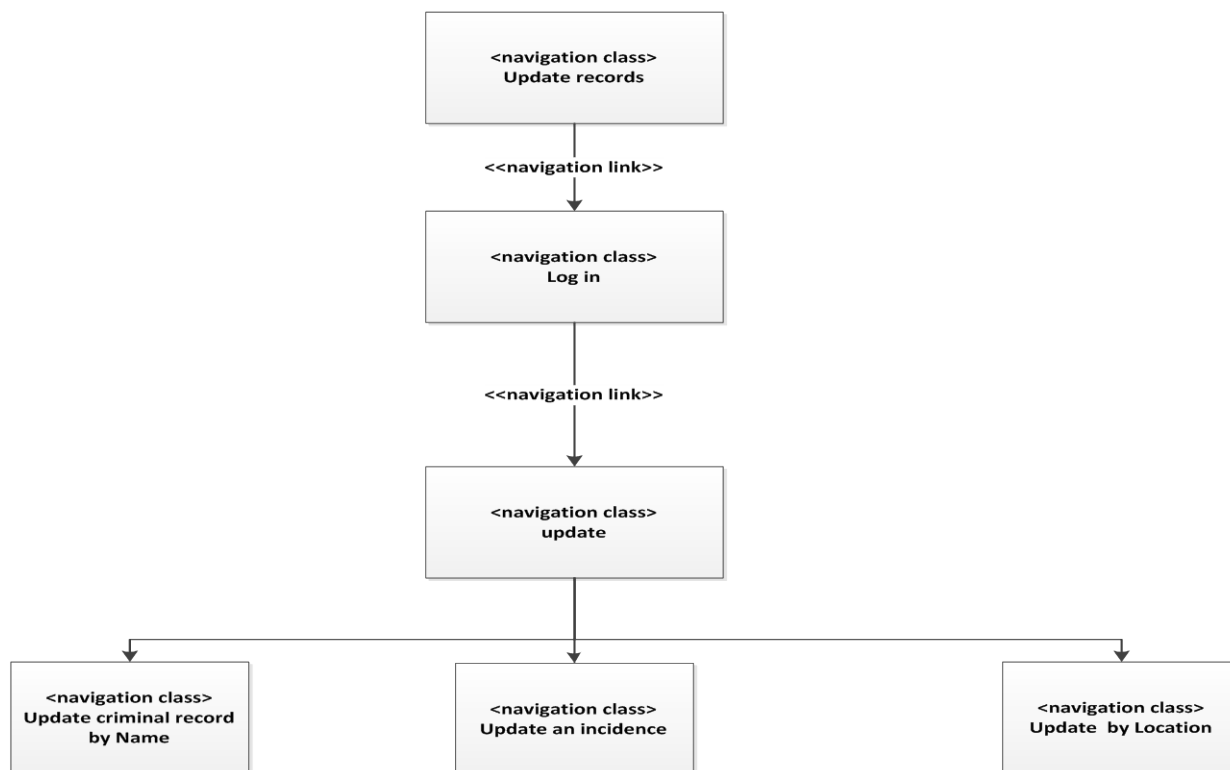 <navigation class>
Update records
<<navigation link>>
<navigation class>
Log in
<<navigation link>>
<navigation class>
update
<navigation class>
Update criminal record
by Name
<navigation class>
Update an incidence
<navigation class>
Update  by Location